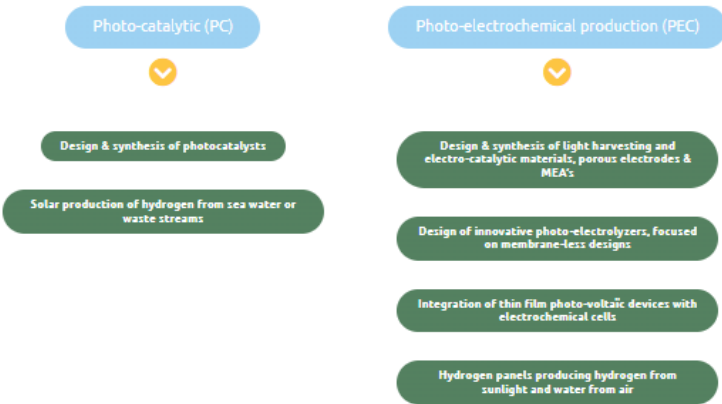 Photo-catalytic (PC)
Design & synthesis of photocatalysts
Solar production of hydrogen from sea water or
waste streams
Photo-electrochemical production (PEC)
Design & synthesis of light harvesting and
electro-catalytic materials, porous electrodes &
MEA's
Design of innovative photo-electrolyzers, focused
on membrane-less designs
Integration of thin film photo-voltaïc devices with
electrochemical cells
Hydrogen panels producing hydrogen from
sunlight and water from air